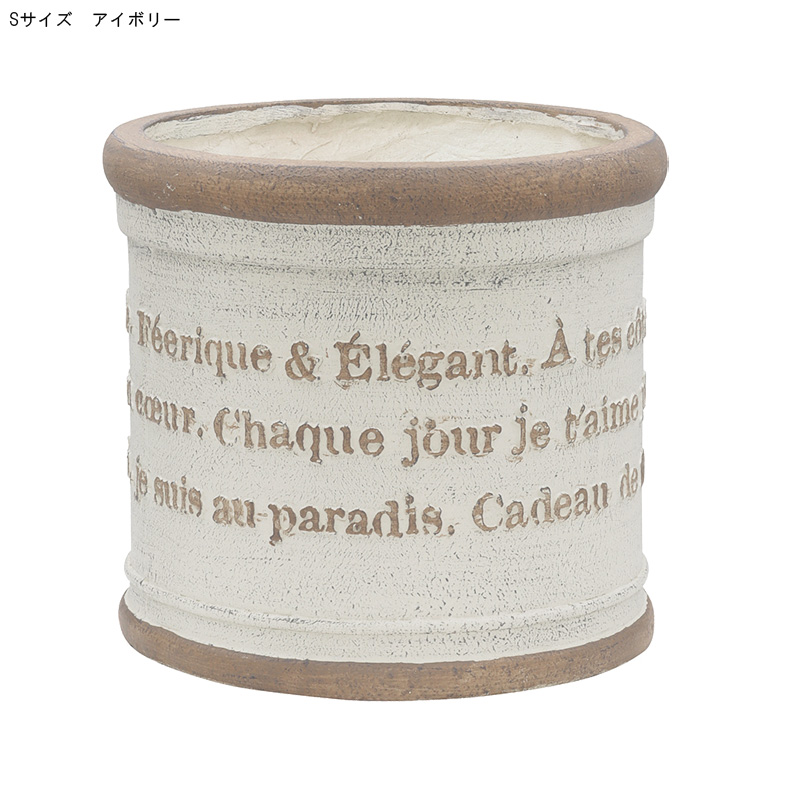 Sサイズ　アイボリー
Féerique & Élégant. À tes
cœur. Chaque jour je t'aime
je suis au paradis. Cadeau de